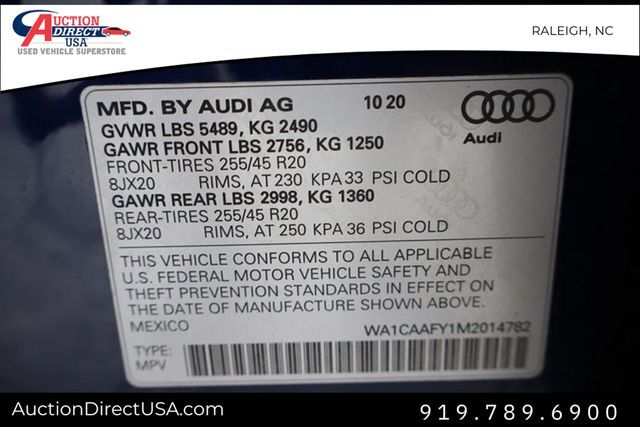 AUCTION
DIRECT
USA
USED VEHICLE SUPERSTORE
RALEIGH, NC
MFD. BY AUDI AG 10 20
GVWR LBS 5489, KG 2490
GAWR FRONT LBS 2756, KG 1250
FRONT-TIRES 255/45 R20
8JX20 RIMS, AT 230 KPA 33 PSI COLD
GAWR REAR LBS 2998, KG 1360
REAR-TIRES 255/45 R20
8JX20 RIMS, AT 250 KPA 36 PSI COLD
Audi
THIS VEHICLE CONFORMS TO ALL APPLICABLE
U.S. FEDERAL MOTOR VEHICLE SAFETY AND
THEFT PREVENTION STANDARDS IN EFFECT ON
THE DATE OF MANUFACTURE SHOWN ABOVE.
MEXICO WA1CAAFY1M2014782
TYPE:
MPV
AuctionDirectUSA.com 919.789.6900